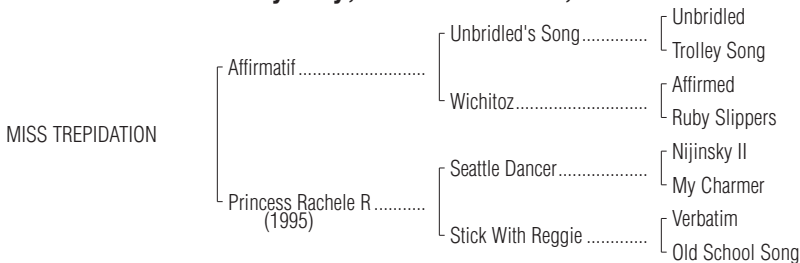 Unbridled
Unbridled's Song.............
Trolley Song
Affirmatif..........................
Affirmed
Wichitoz...........................
Ruby Slippers
MISS TREPIDATION
Nijinsky II
Seattle Dancer..................
My Charmer
Princess Rachele R...........
(1995)
Verbatim
Stick With Reggie.............
Old School Song